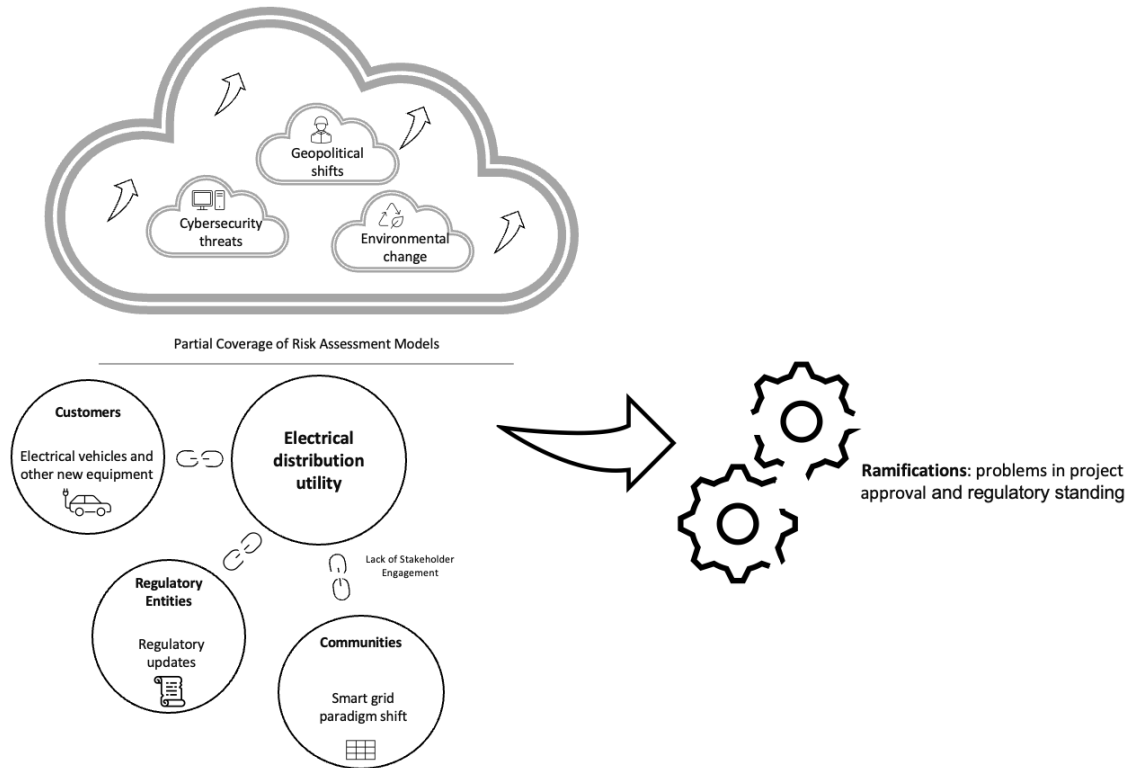 Geopolitical
shifts
Cybersecurity
threats
Environmental
change
Partial Coverage of Risk Assessment Models
Customers
Electrical vehicles and
other new equipment
Electrical
distribution
utility
Lack of Stakeholder
Engagement
Regulatory
Entities
Regulatory
updates
Communities
Smart grid
paradigm shift
Ramifications: problems in project
approval and regulatory standing